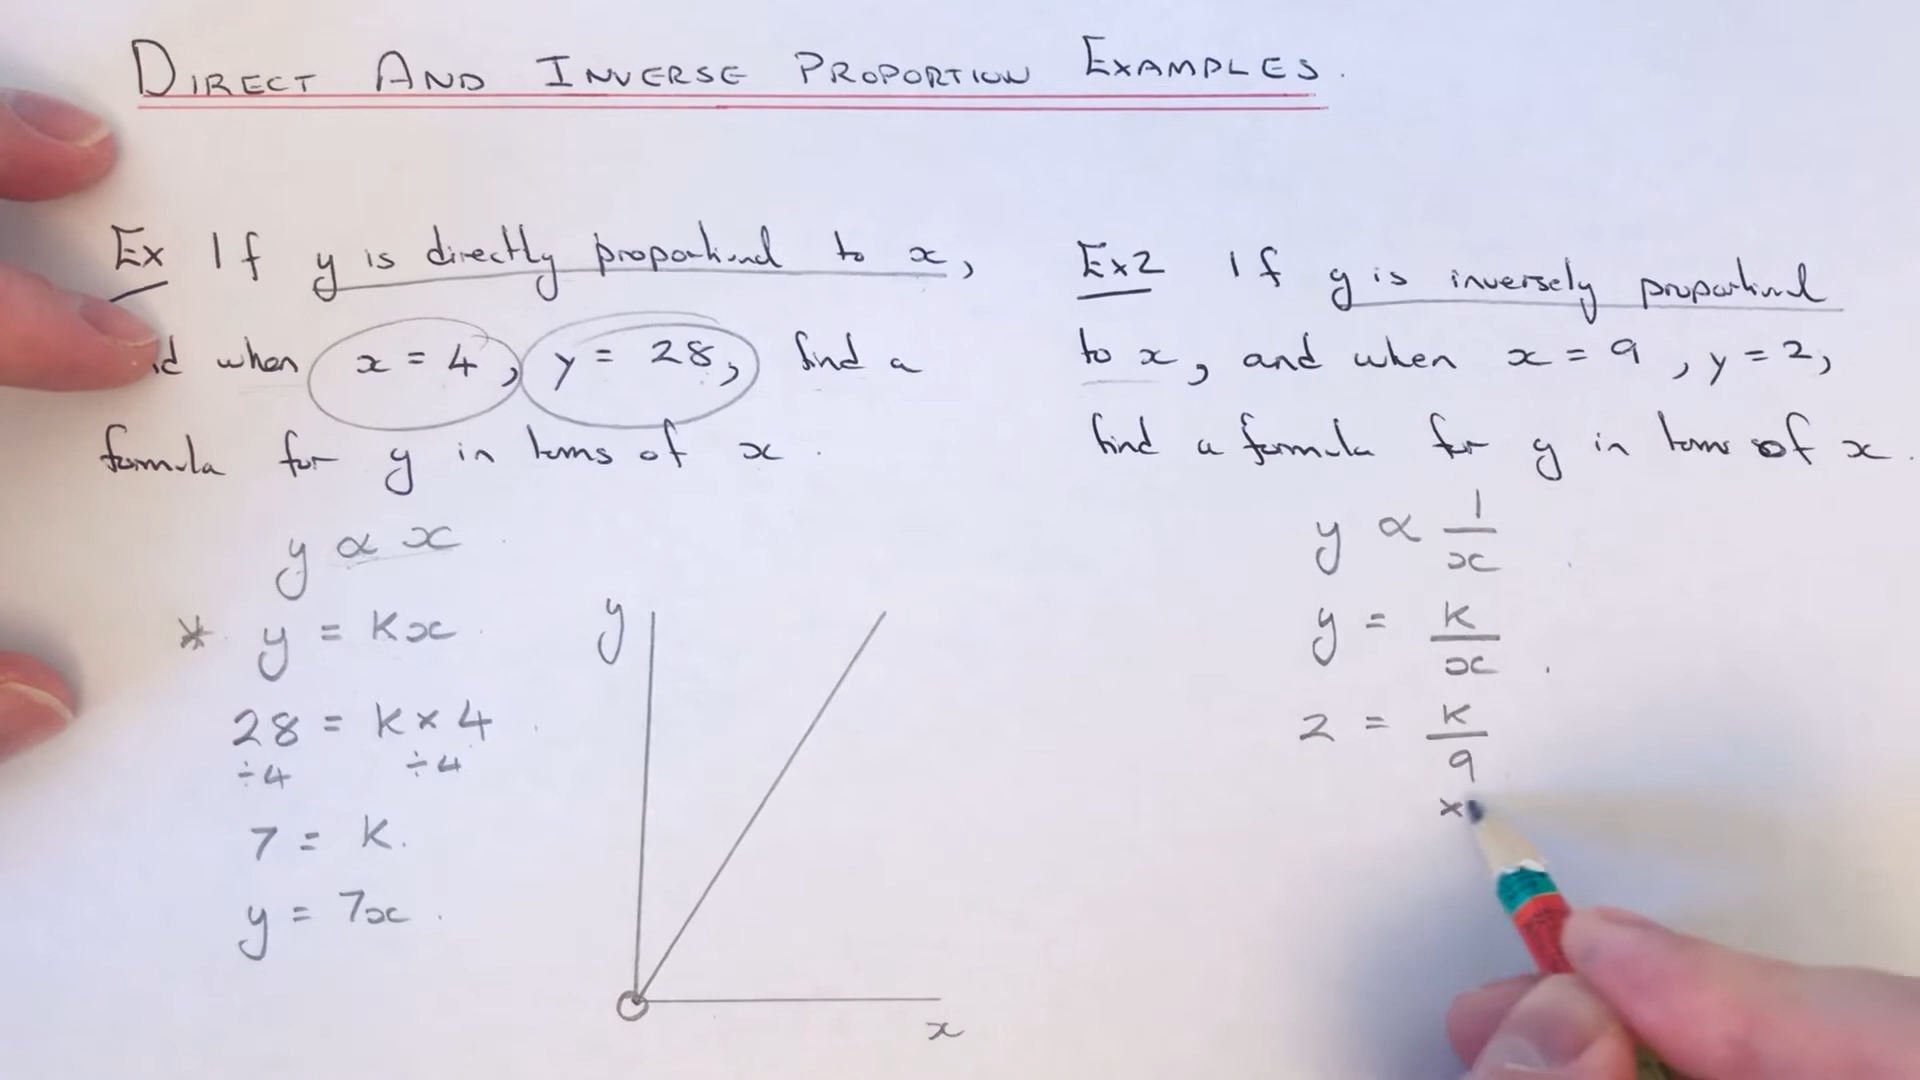 DIRECT AND INVERSE PROPORTION EXAMPLES.
Ex If y is directly proportional to x,
when x = 4, y = 28, find a
formula for y in terms of x.
y ∝ x
* y = Kx
28 = K × 4
÷4 ÷4
7 = K.
y = 7x.
y
x
Ex2 If y is inversely proportional
to x, and when x = 9, y = 2,
find a formula for y in terms of x.
y ∝ 1/x
y = K/x
2 = K/9
×